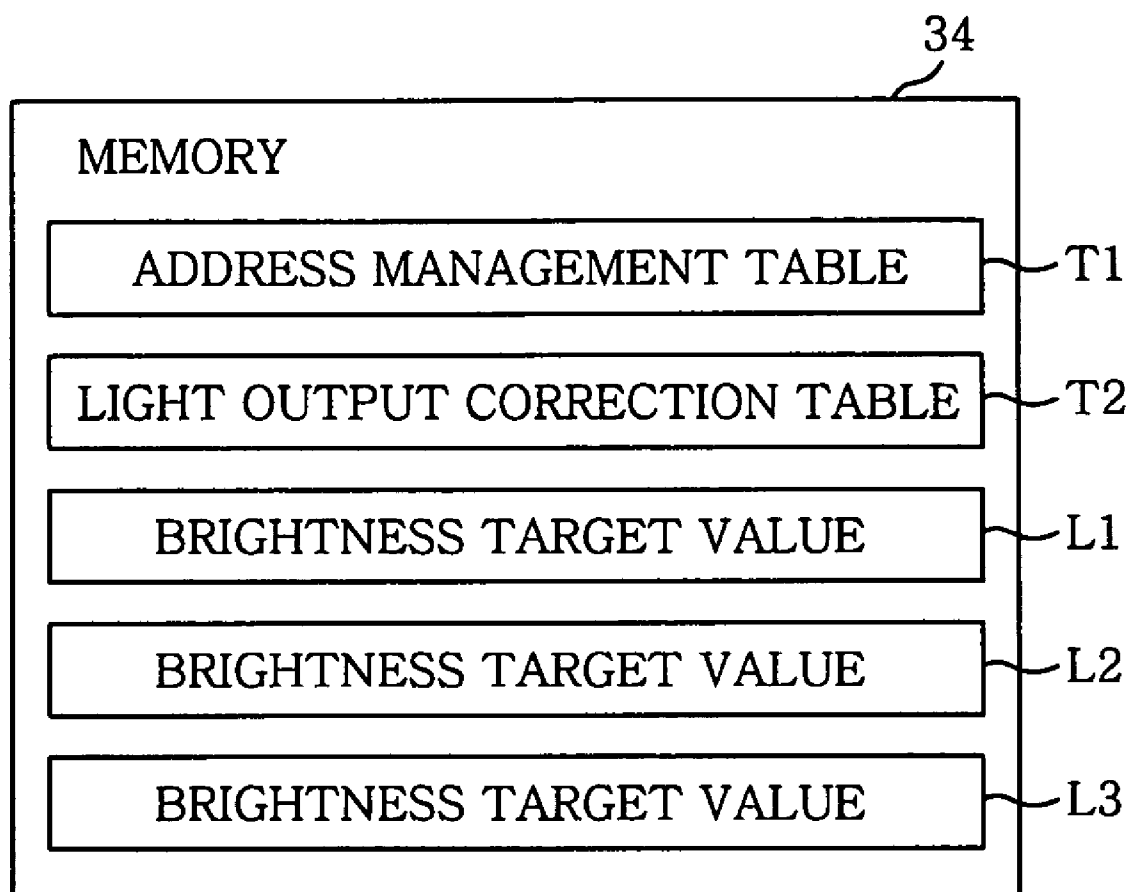 34
MEMORY
ADDRESS MANAGEMENT TABLE T1
LIGHT OUTPUT CORRECTION TABLE T2
BRIGHTNESS TARGET VALUE L1
BRIGHTNESS TARGET VALUE L2
BRIGHTNESS TARGET VALUE L3